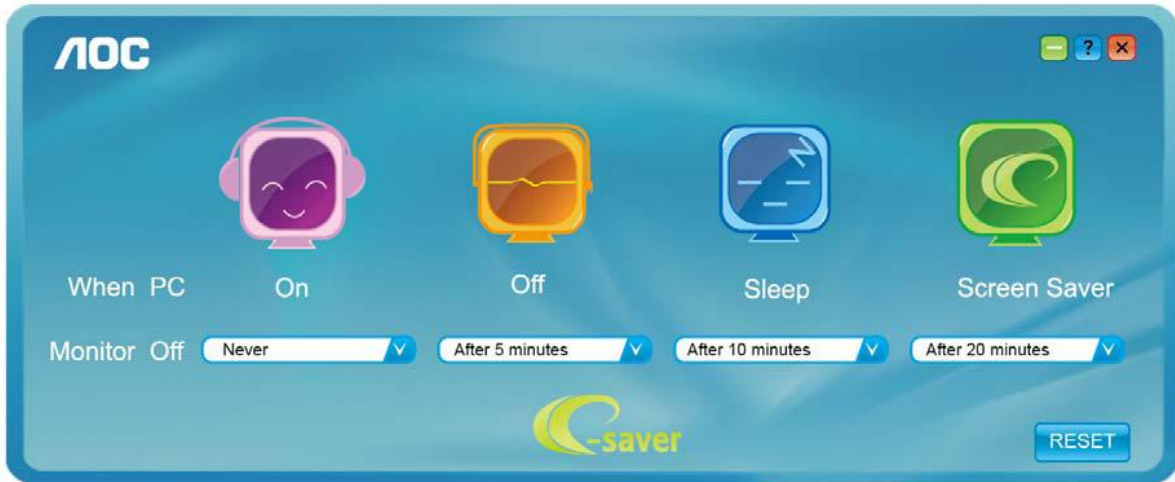 AOC
?
When PC On Off Sleep Screen Saver
Monitor Off Never After 5 minutes After 10 minutes After 20 minutes
e-saver
RESET